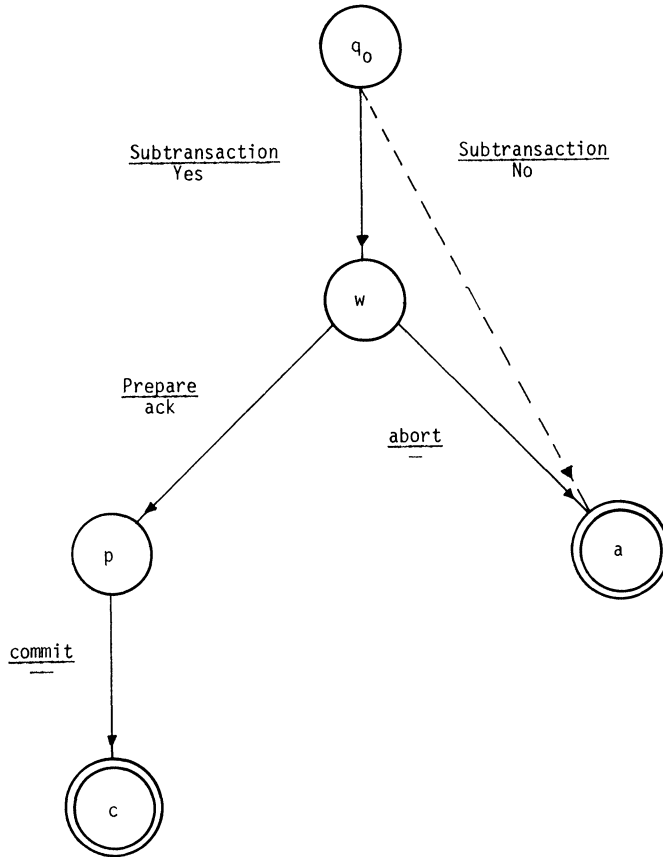 q₀
Subtransaction
Yes
Subtransaction
No
w
Prepare
ack
abort
—
p
a
commit
—
c